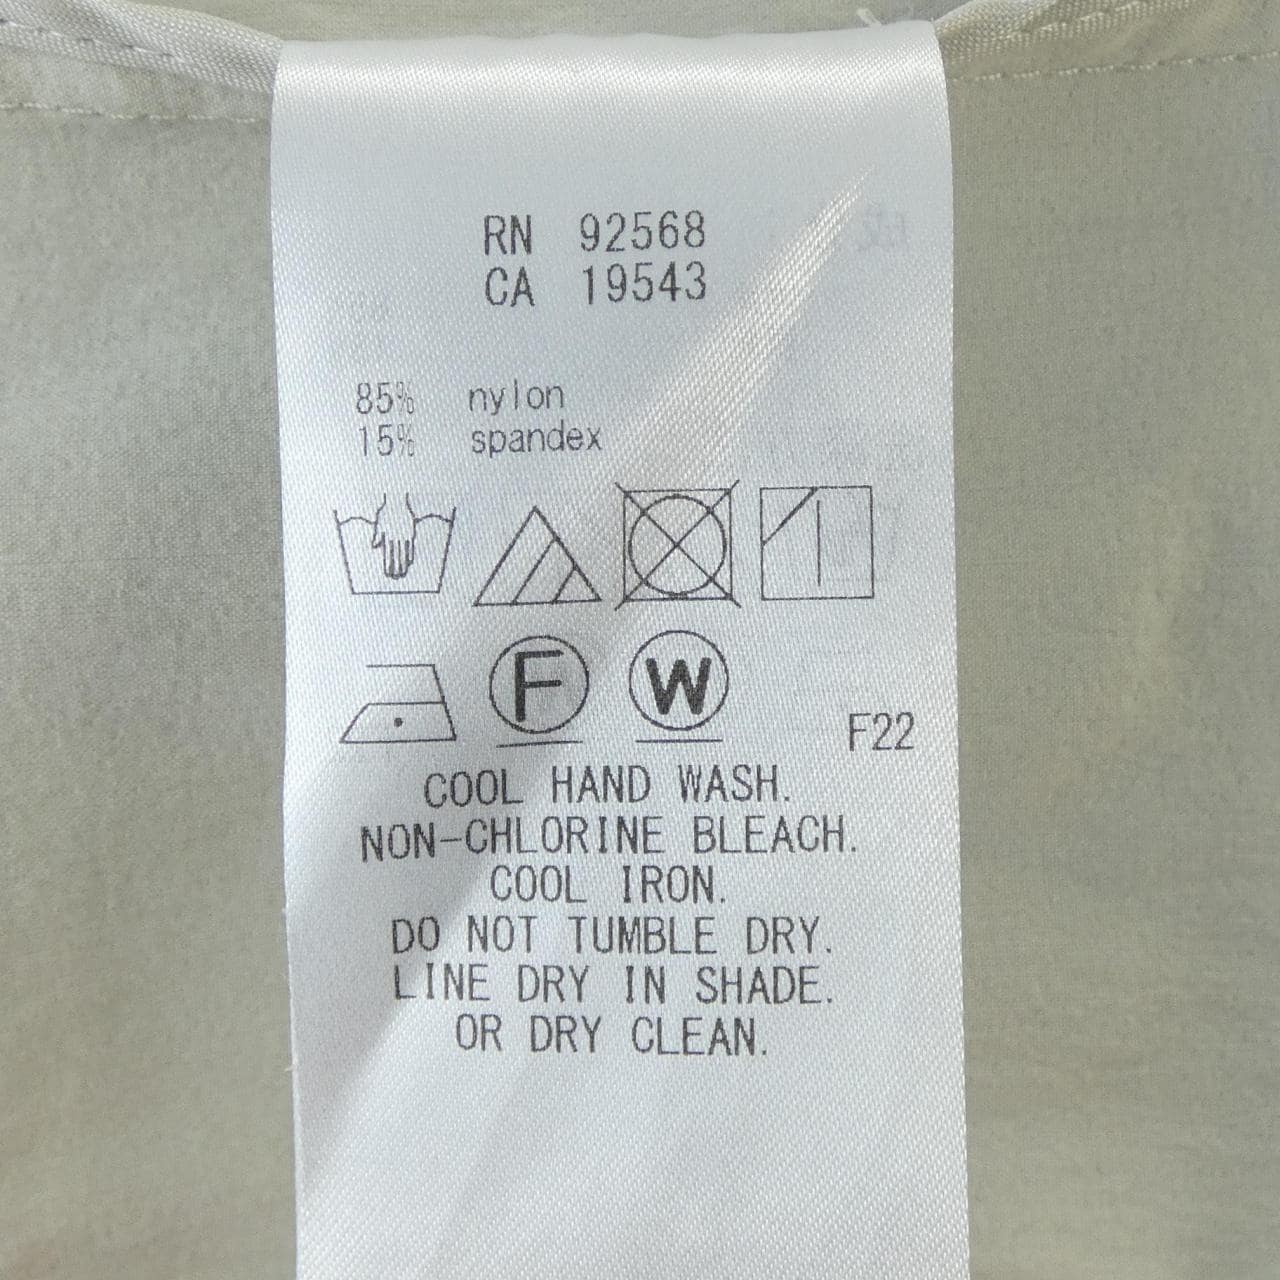 RN 92568
CA 19543
85% nylon
15% spandex
F
W
F22
COOL HAND WASH.
NON-CHLORINE BLEACH.
COOL IRON.
DO NOT TUMBLE DRY.
LINE DRY IN SHADE.
OR DRY CLEAN.